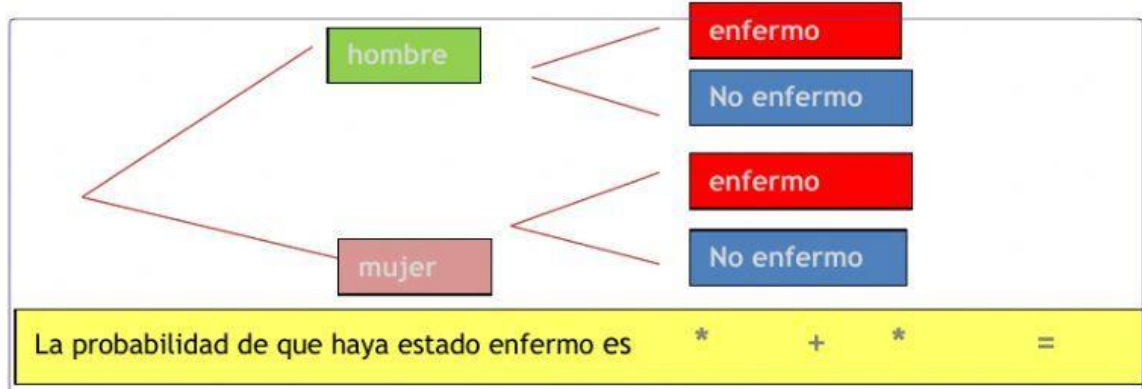 enfermo
hombre
No enfermo
enfermo
mujer
No enfermo
La probabilidad de que haya estado enfermo es * + * =